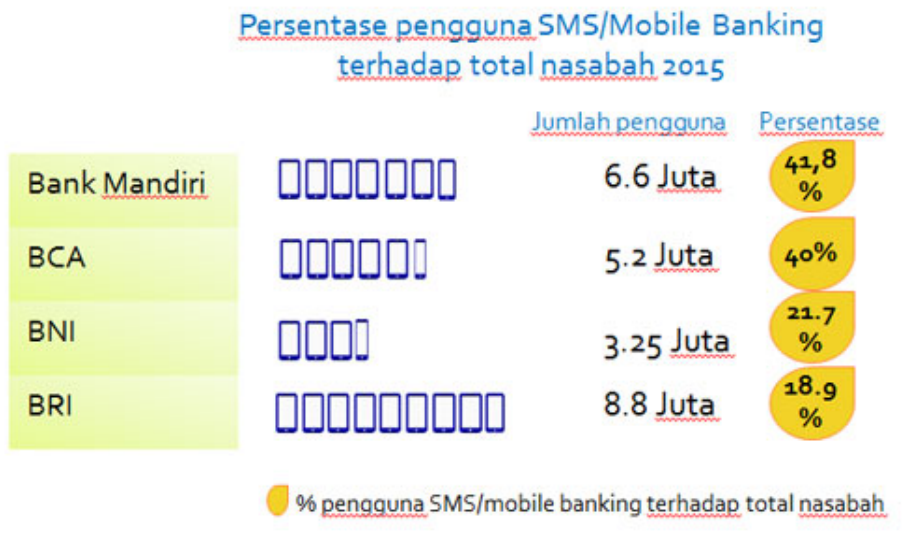 Persentase pengguna SMS/Mobile Banking
terhadap total nasabah 2015
Jumlah pengguna Persentase
Bank Mandiri 6.6 Juta 41,8
%
BCA 5.2 Juta 40%
BNI 3.25 Juta 21.7
%
BRI 8.8 Juta 18.9
%
% pengguna SMS/mobile banking terhadap total nasabah